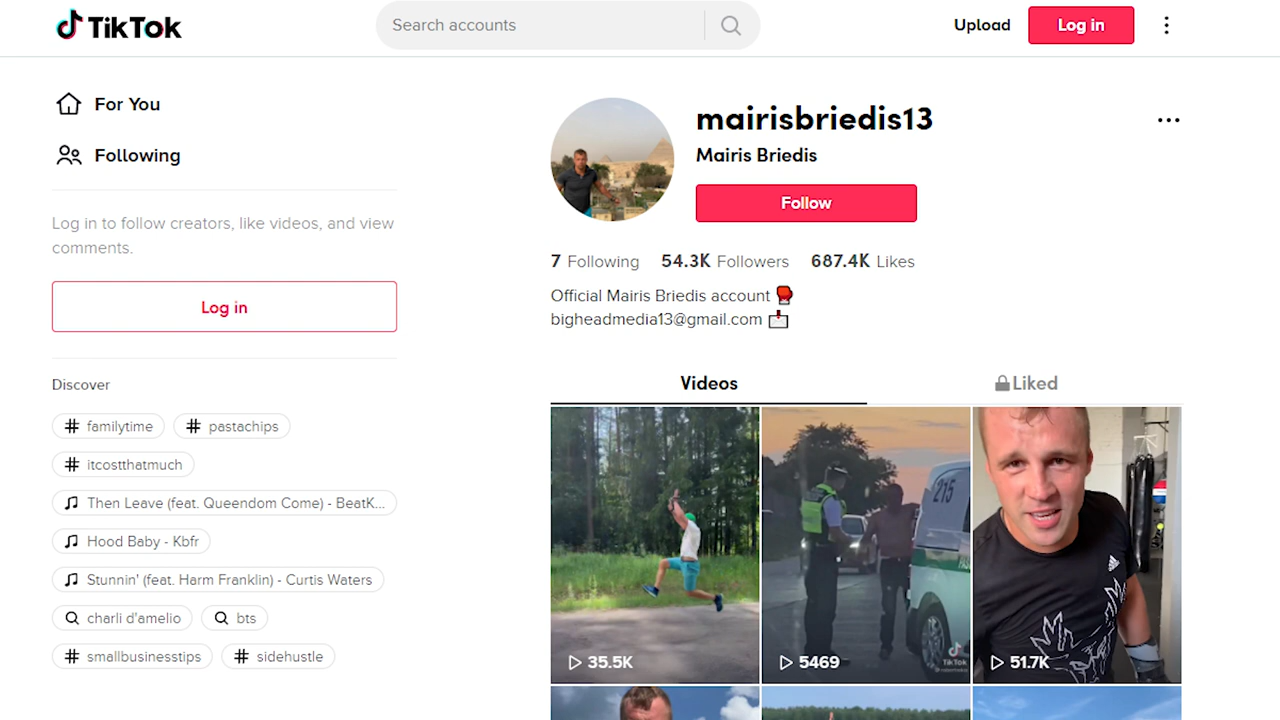 TikTok
Search accounts
Upload
Log in
For You
Following
Log in to follow creators, like videos, and view
comments.
Log in
Discover
# familytime
# pastachips
# itcostthatmuch
Then Leave (feat. Queendom Come) - BeatK...
Hood Baby - Kbfr
Stunnin' (feat. Harm Franklin) - Curtis Waters
charli d'amelio
bts
# smallbusinesstips
# sidehustle
mairisbriedis13
Mairis Briedis
Follow
7 Following 54.3K Followers 687.4K Likes
Official Mairis Briedis account 🥊
bigheadmedia13@gmail.com 📩
Videos
Liked
35.5K
215
TikTok
5469
51.7K